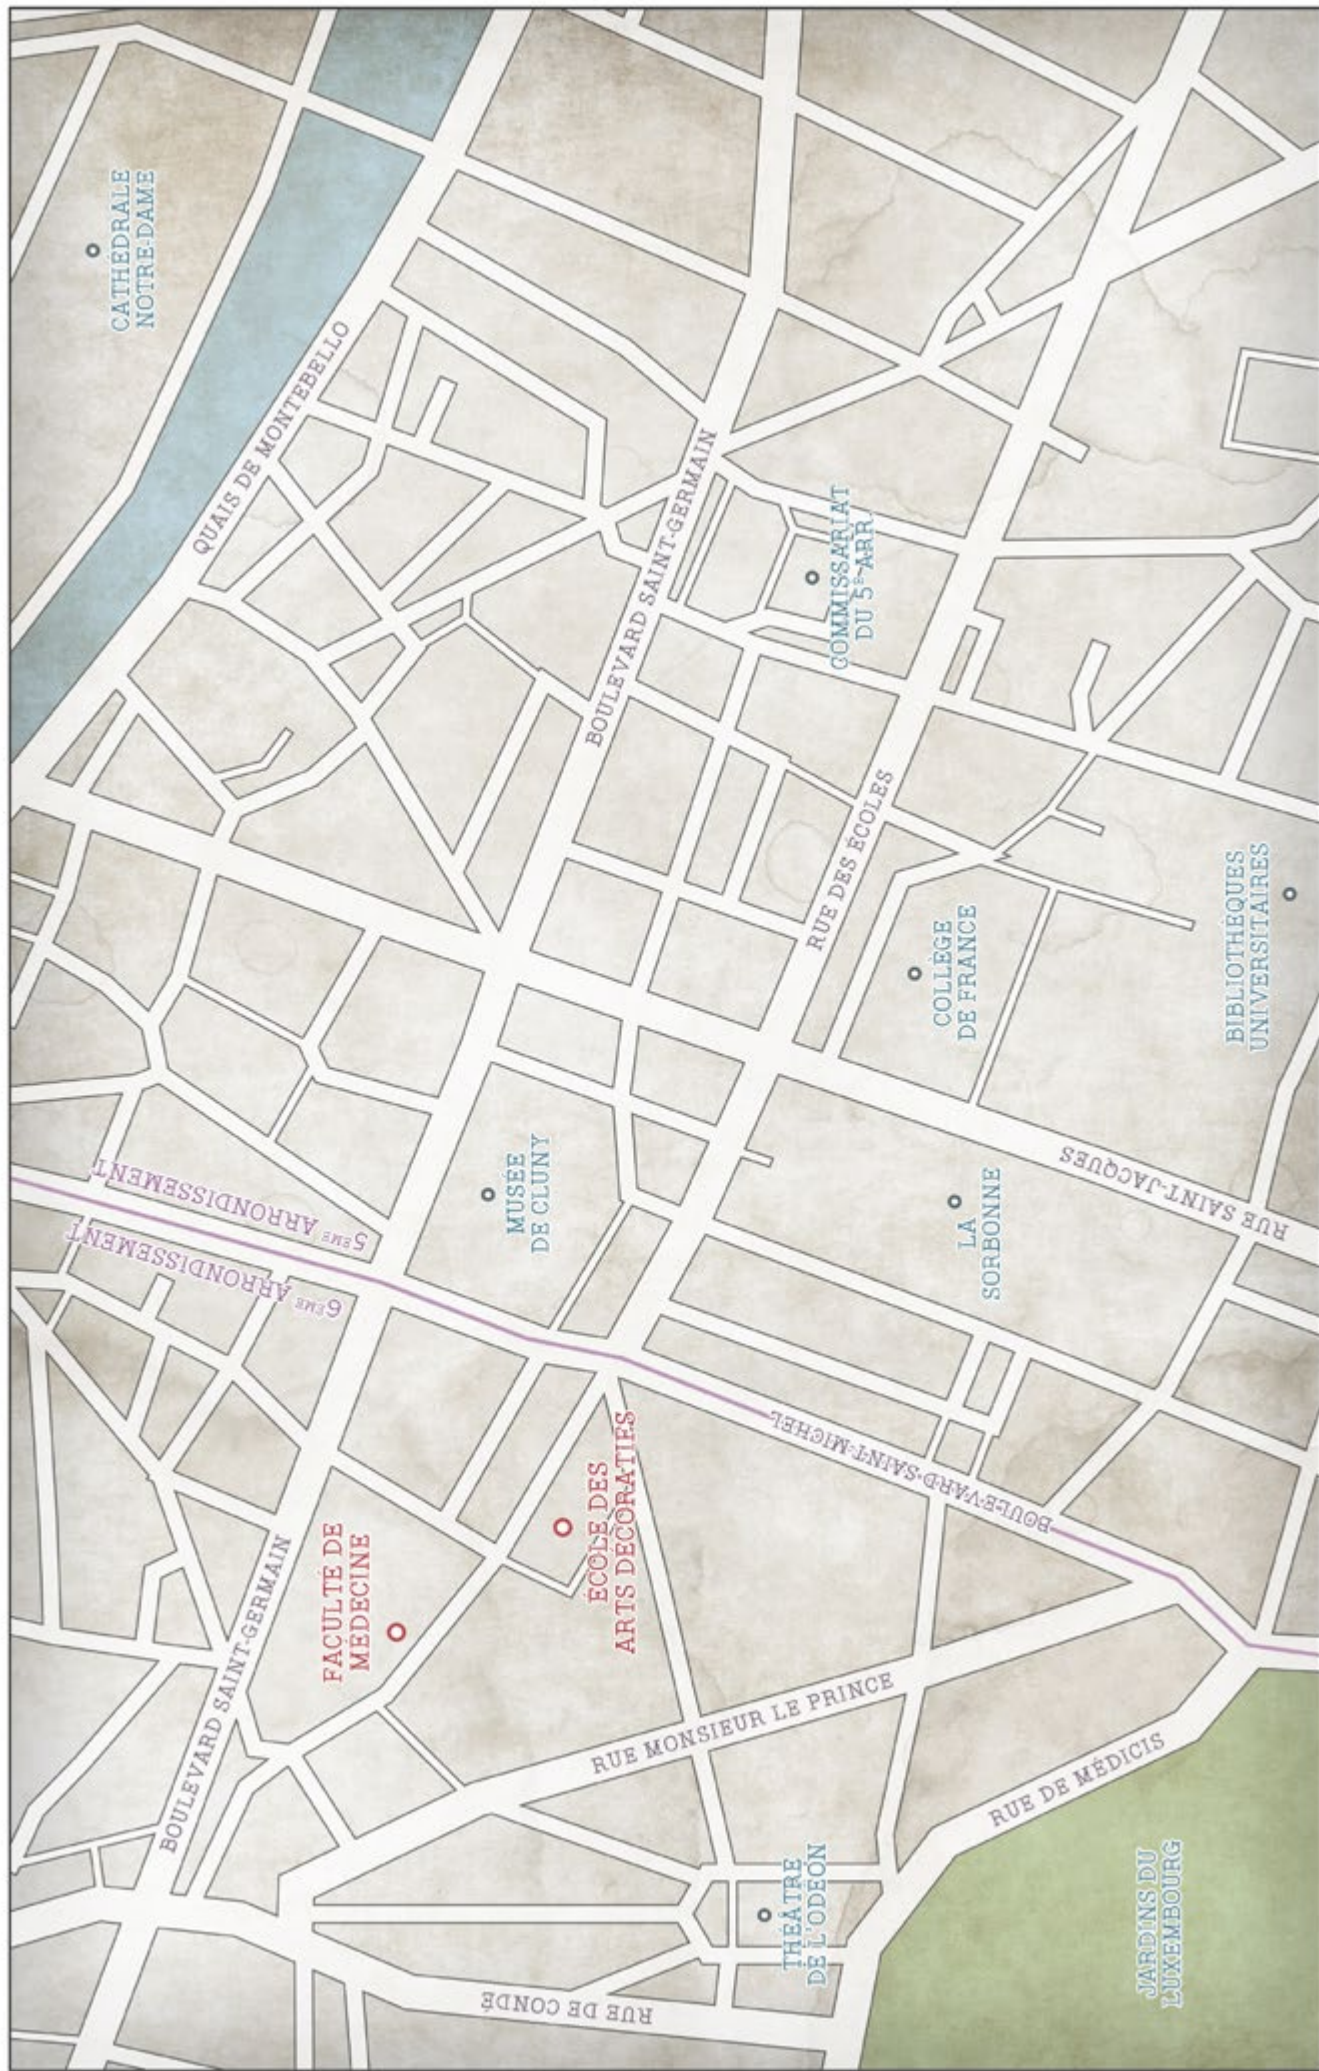 CATHÉDRALE
NOTRE-DAME
QUAIS DE MONTEBELLO
BOULEVARD SAINT-GERMAIN
COMMISSARIAT
DU 5E ARR.
RUE DES ÉCOLES
COLLÈGE
DE FRANCE
BIBLIOTHÈQUES
UNIVERSITAIRES
MUSÉE
DE CLUNY
LA
SORBONNE
RUE SAINT-JACQUES
5ÈME ARRONDISSEMENT
6ÈME ARRONDISSEMENT
BOULEVARD SAINT-MICHEL
BOULEVARD SAINT-GERMAIN
FACULTÉ DE
MÉDECINE
ÉCOLE DES
ARTS DÉCORATIFS
RUE MONSIEUR LE PRINCE
RUE DE MÉDICIS
THÉÂTRE
DE L'ODÉON
JARDINS DU
LUXEMBOURG
RUE DE CONDÉ